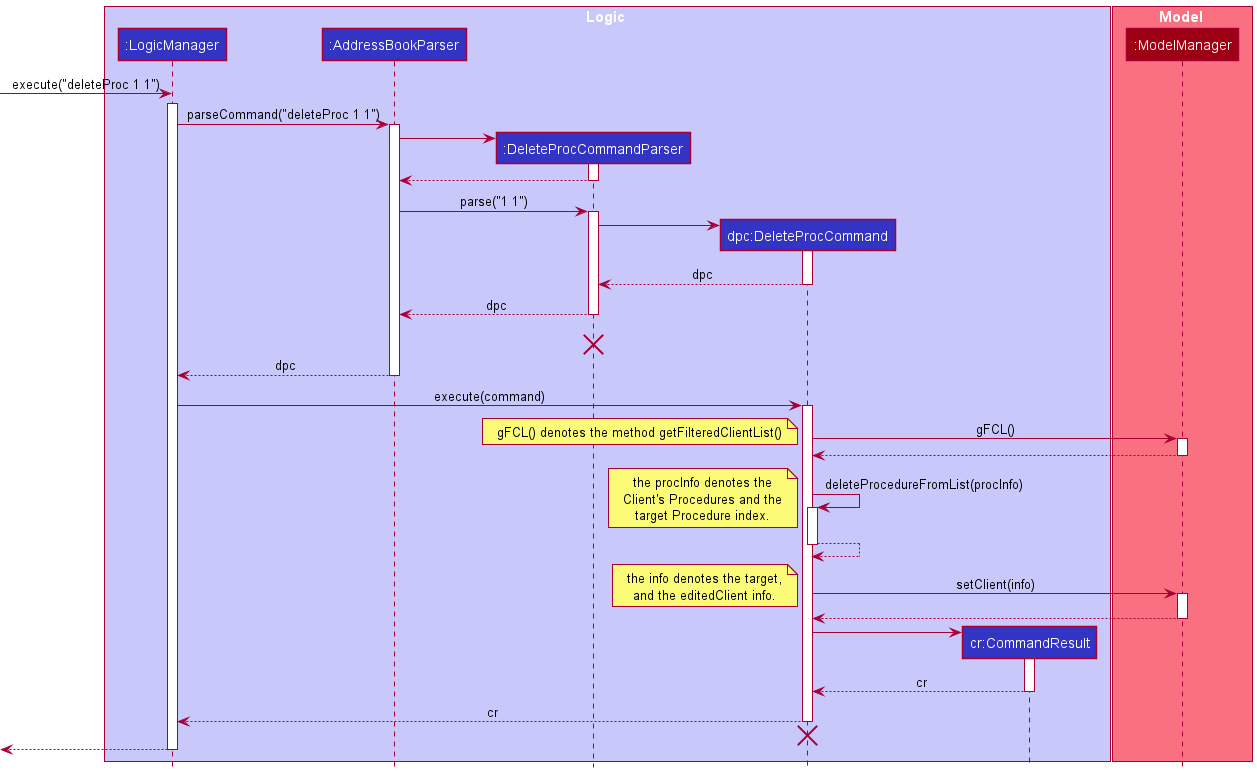 Logic
Model
:LogicManager
:AddressBookParser
:ModelManager
execute("deleteProc 1 1")
parseCommand("deleteProc 1 1")
:DeleteProcCommandParser
parse("1 1")
dpc:DeleteProcCommand
dpc
dpc
dpc
execute(command)
gFCL() denotes the method getFilteredClientList()
gFCL()
the procInfo denotes the
Client's Procedures and the
target Procedure index.
deleteProcedureFromList(procInfo)
the info denotes the target,
and the editedClient info.
setClient(info)
cr:CommandResult
cr
cr